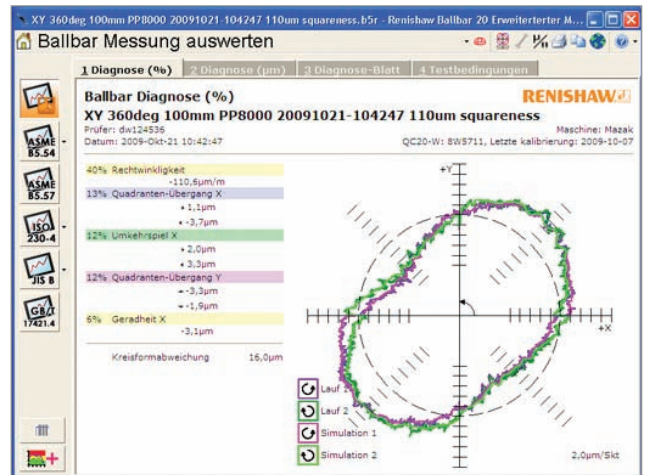 XY 360deg 100mm PP8000 20091021-104247 110um squareness.b5r - Renishaw Ballbar 20 Erweiterterter M...
Ballbar Messung auswerten
1 Diagnose (%) 2 Diagnose (µm) 3 Diagnose-Blatt 4 Testbedingungen
Ballbar Diagnose (%)
RENISHAW
XY 360deg 100mm PP8000 20091021-104247 110um squareness
Prüfer: dw124536
Maschine: Mazak
Datum: 2009-Okt-21 10:42:47
QC20-W: 8W5711, Letzte kalibrierung: 2009-10-07
40% Rechtwinkligkeit
-110,6µm/m
13% Quadranten-Übergang X
1,1µm
-3,7µm
12% Umkehrspiel X
2,0µm
3,3µm
12% Quadranten-Übergang Y
-3,3µm
-1,9µm
6% Geradheit X
-3,1µm
Kreisformabweichung 16,0µm
+Y
+X
Lauf 1
Lauf 2
Simulation 1
Simulation 2
2,0µm/Skt
ASME
B5.54
ASME
B5.57
ISO
230-4
JIS B
GB/T
17421.4